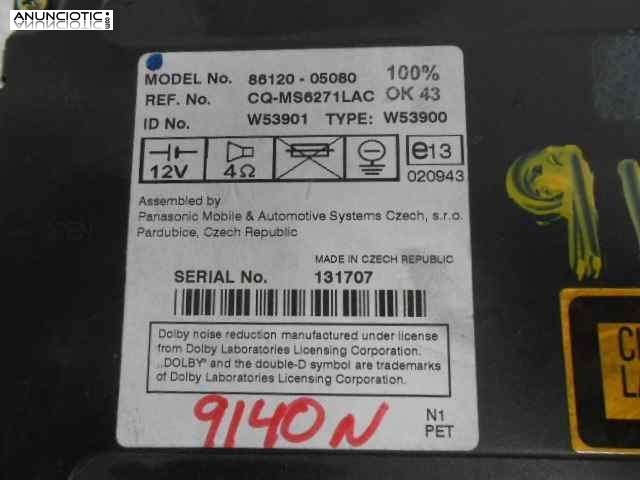 ANUNCIOTIC.es
MODEL No. 86120 - 05080 100%
REF. No. CQ-MS6271LAC OK 43
ID No. W53901 TYPE: W53900
12V 4Ω e13
020943
Assembled by
Panasonic Mobile & Automotive Systems Czech, s.r.o.
Pardubice, Czech Republic
MADE IN CZECH REPUBLIC
SERIAL No. 131707
Dolby noise reduction manufactured under license
from Dolby Laboratories Licensing Corporation.
„DOLBY" and the double-D symbol are trademarks
of Dolby Laboratories Licensing Corporation.
9140N
N1
PET
91